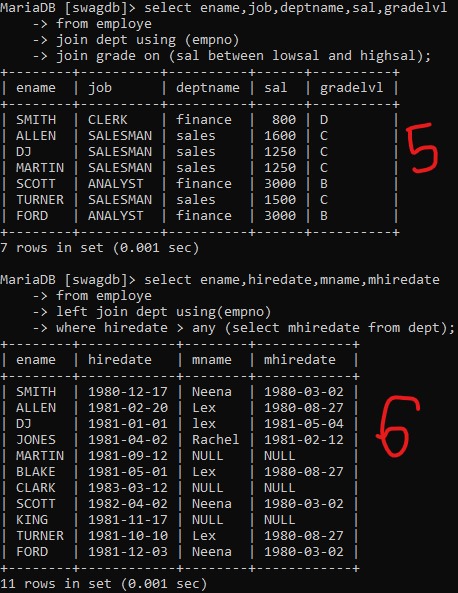 MariaDB [swagdb]> select ename,job,deptname,sal,gradelvl
    -> from employe
    -> join dept using (empno)
    -> join grade on (sal between lowsal and highsal);
+--------+----------+----------+------+----------+
| ename  | job      | deptname | sal  | gradelvl |
+--------+----------+----------+------+----------+
| SMITH  | CLERK    | finance  |  800 | D        |
| ALLEN  | SALESMAN | sales    | 1600 | C        |
| DJ     | SALESMAN | sales    | 1250 | C        |
| MARTIN | SALESMAN | sales    | 1250 | C        |
| SCOTT  | ANALYST  | finance  | 3000 | B        |
| TURNER | SALESMAN | sales    | 1500 | C        |
| FORD   | ANALYST  | finance  | 3000 | B        |
+--------+----------+----------+------+----------+
5
7 rows in set (0.001 sec)
MariaDB [swagdb]> select ename,hiredate,mname,mhiredate
    -> from employe
    -> left join dept using(empno)
    -> where hiredate > any (select mhiredate from dept);
+--------+------------+--------+------------+
| ename  | hiredate   | mname  | mhiredate  |
+--------+------------+--------+------------+
| SMITH  | 1980-12-17 | Neena  | 1980-03-02 |
| ALLEN  | 1981-02-20 | Lex    | 1980-08-27 |
| DJ     | 1981-01-01 | lex    | 1981-05-04 |
| JONES  | 1981-04-02 | Rachel | 1981-02-12 |
| MARTIN | 1981-09-12 | NULL   | NULL       |
| BLAKE  | 1981-05-01 | Lex    | 1980-08-27 |
| CLARK  | 1983-03-12 | NULL   | NULL       |
| SCOTT  | 1982-04-02 | Neena  | 1980-03-02 |
| KING   | 1981-11-17 | NULL   | NULL       |
| TURNER | 1981-10-10 | Lex    | 1980-08-27 |
| FORD   | 1981-12-03 | Neena  | 1980-03-02 |
+--------+------------+--------+------------+
6
11 rows in set (0.001 sec)